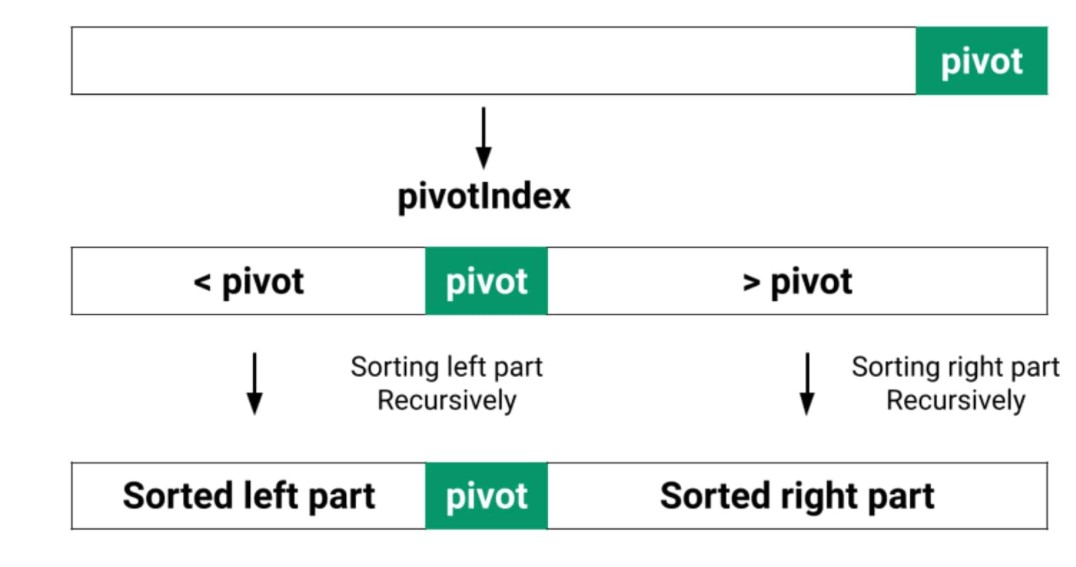 pivot
pivotIndex
< pivot pivot > pivot
Sorting left part
Recursively
Sorting right part
Recursively
Sorted left part pivot Sorted right part